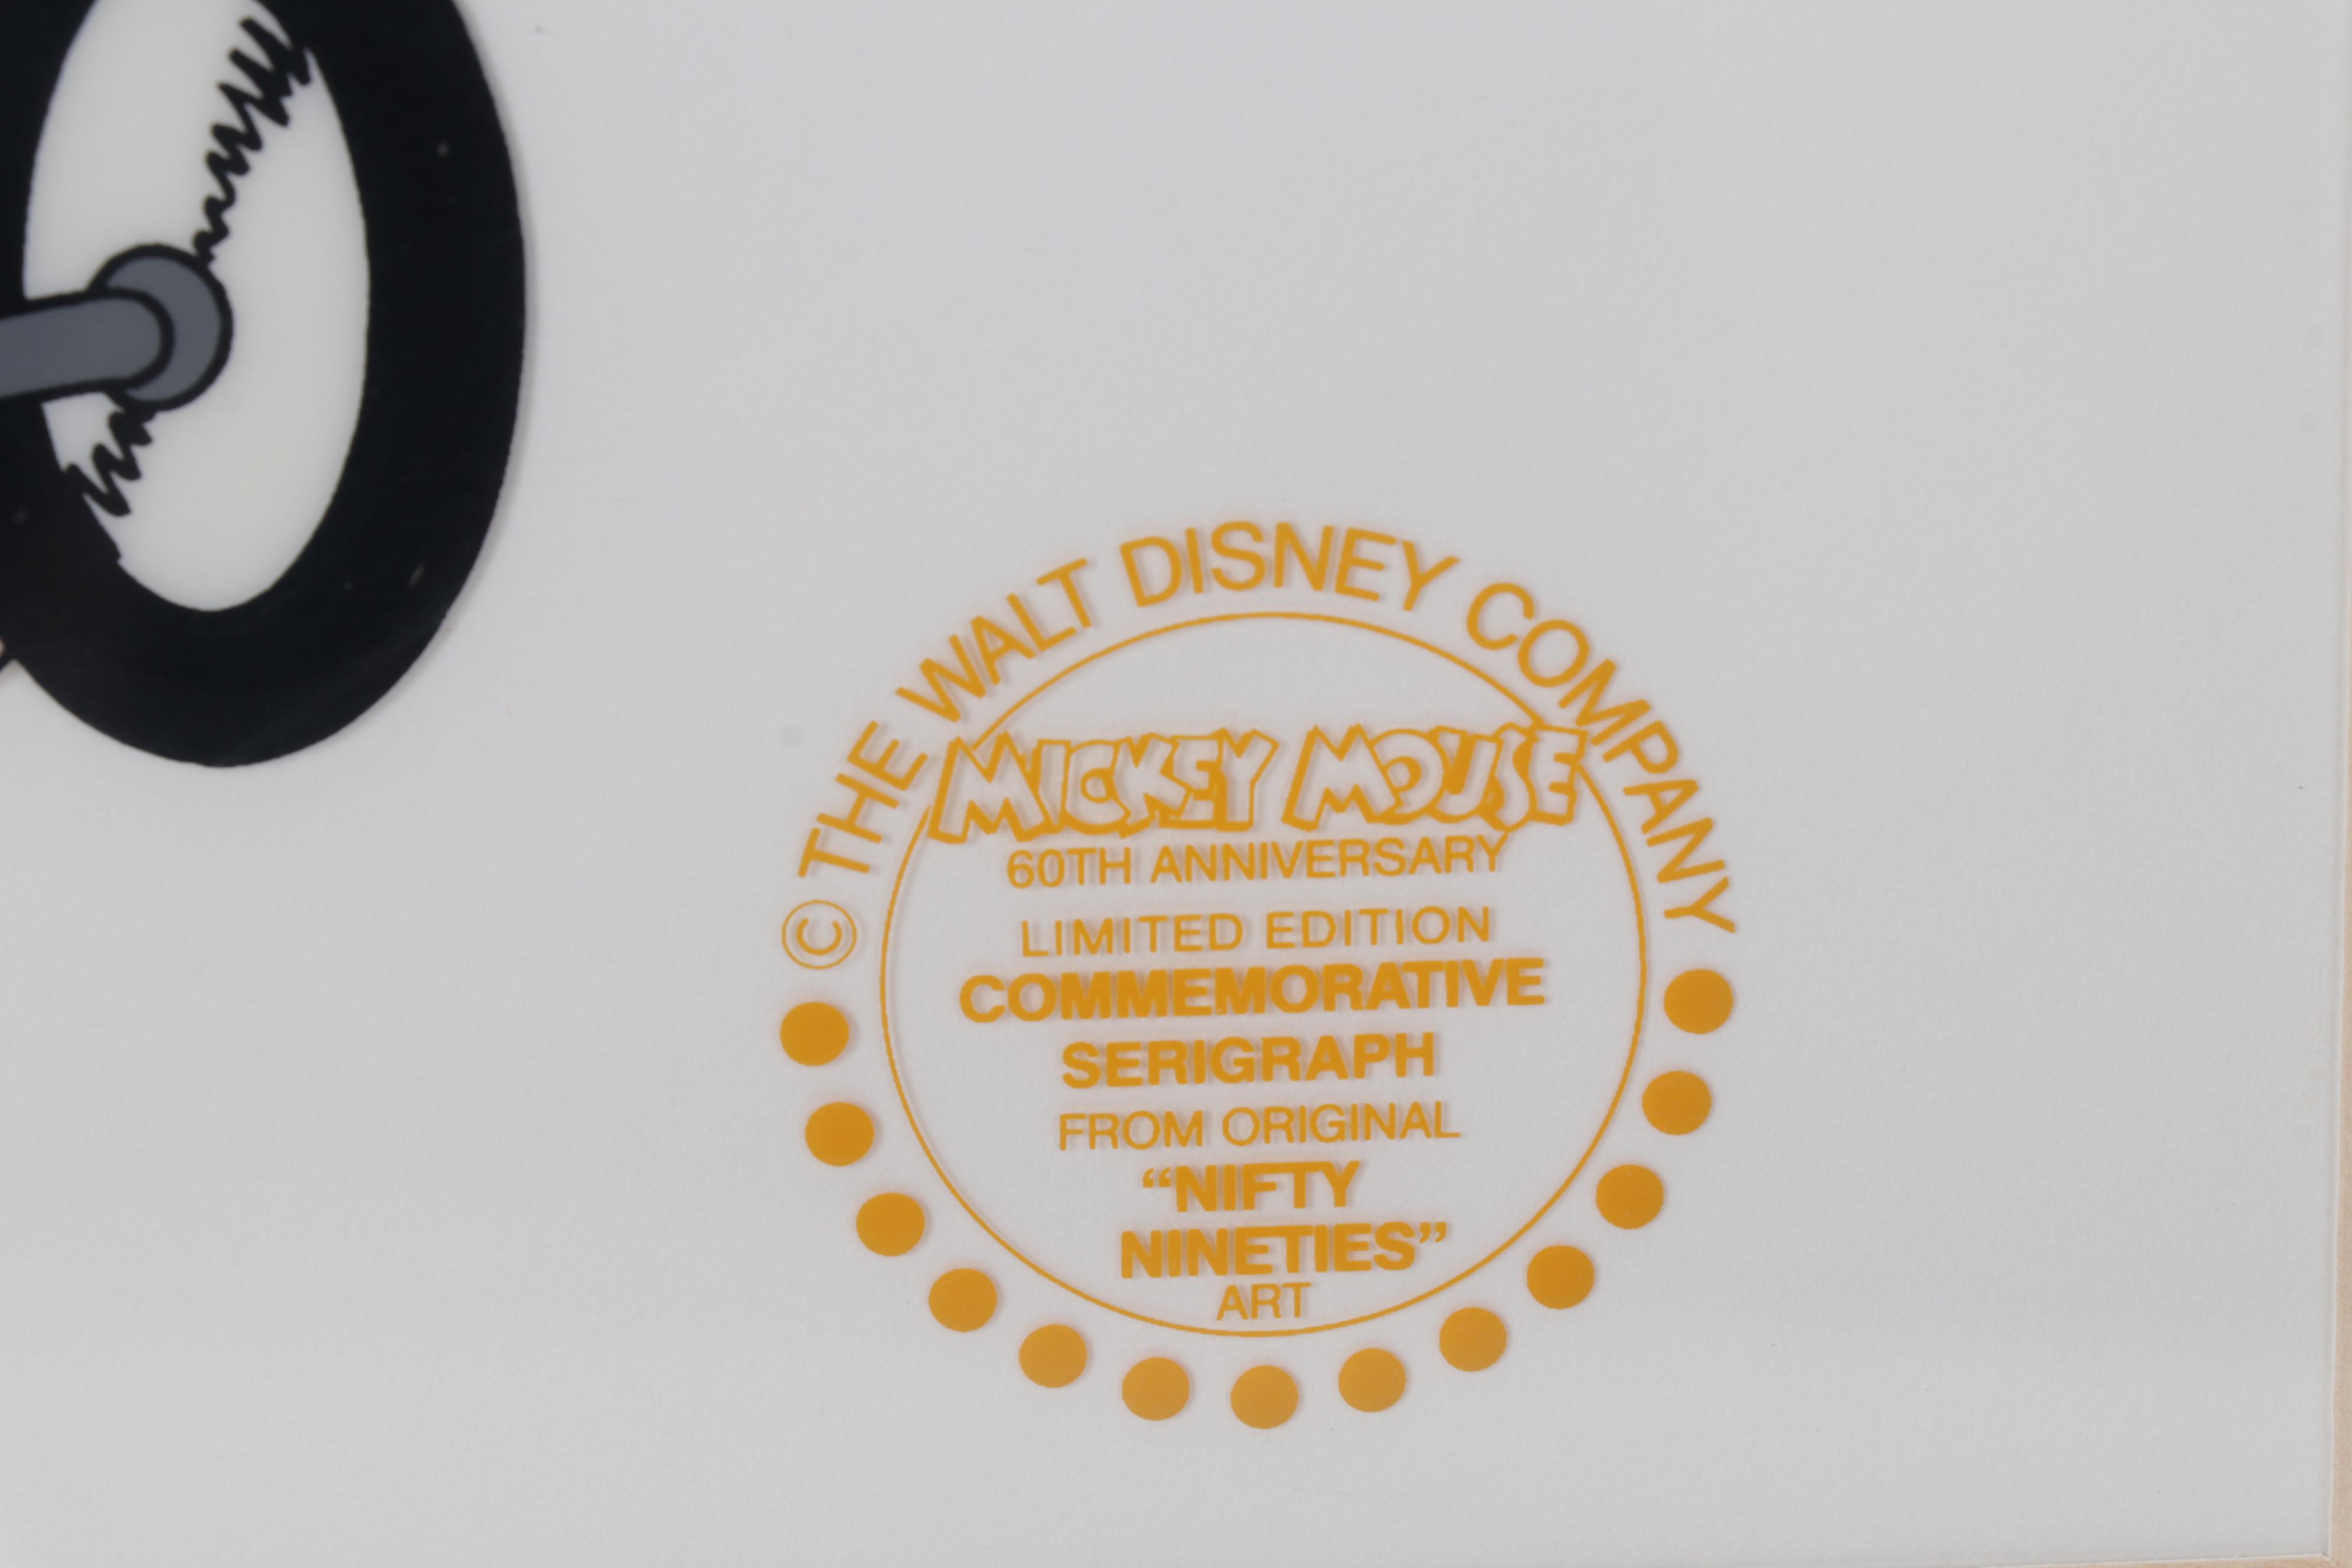 © THE WALT DISNEY COMPANY
MICKEY MOUSE
60TH ANNIVERSARY
LIMITED EDITION
COMMEMORATIVE
SERIGRAPH
FROM ORIGINAL
“NIFTY
NINETIES”
ART